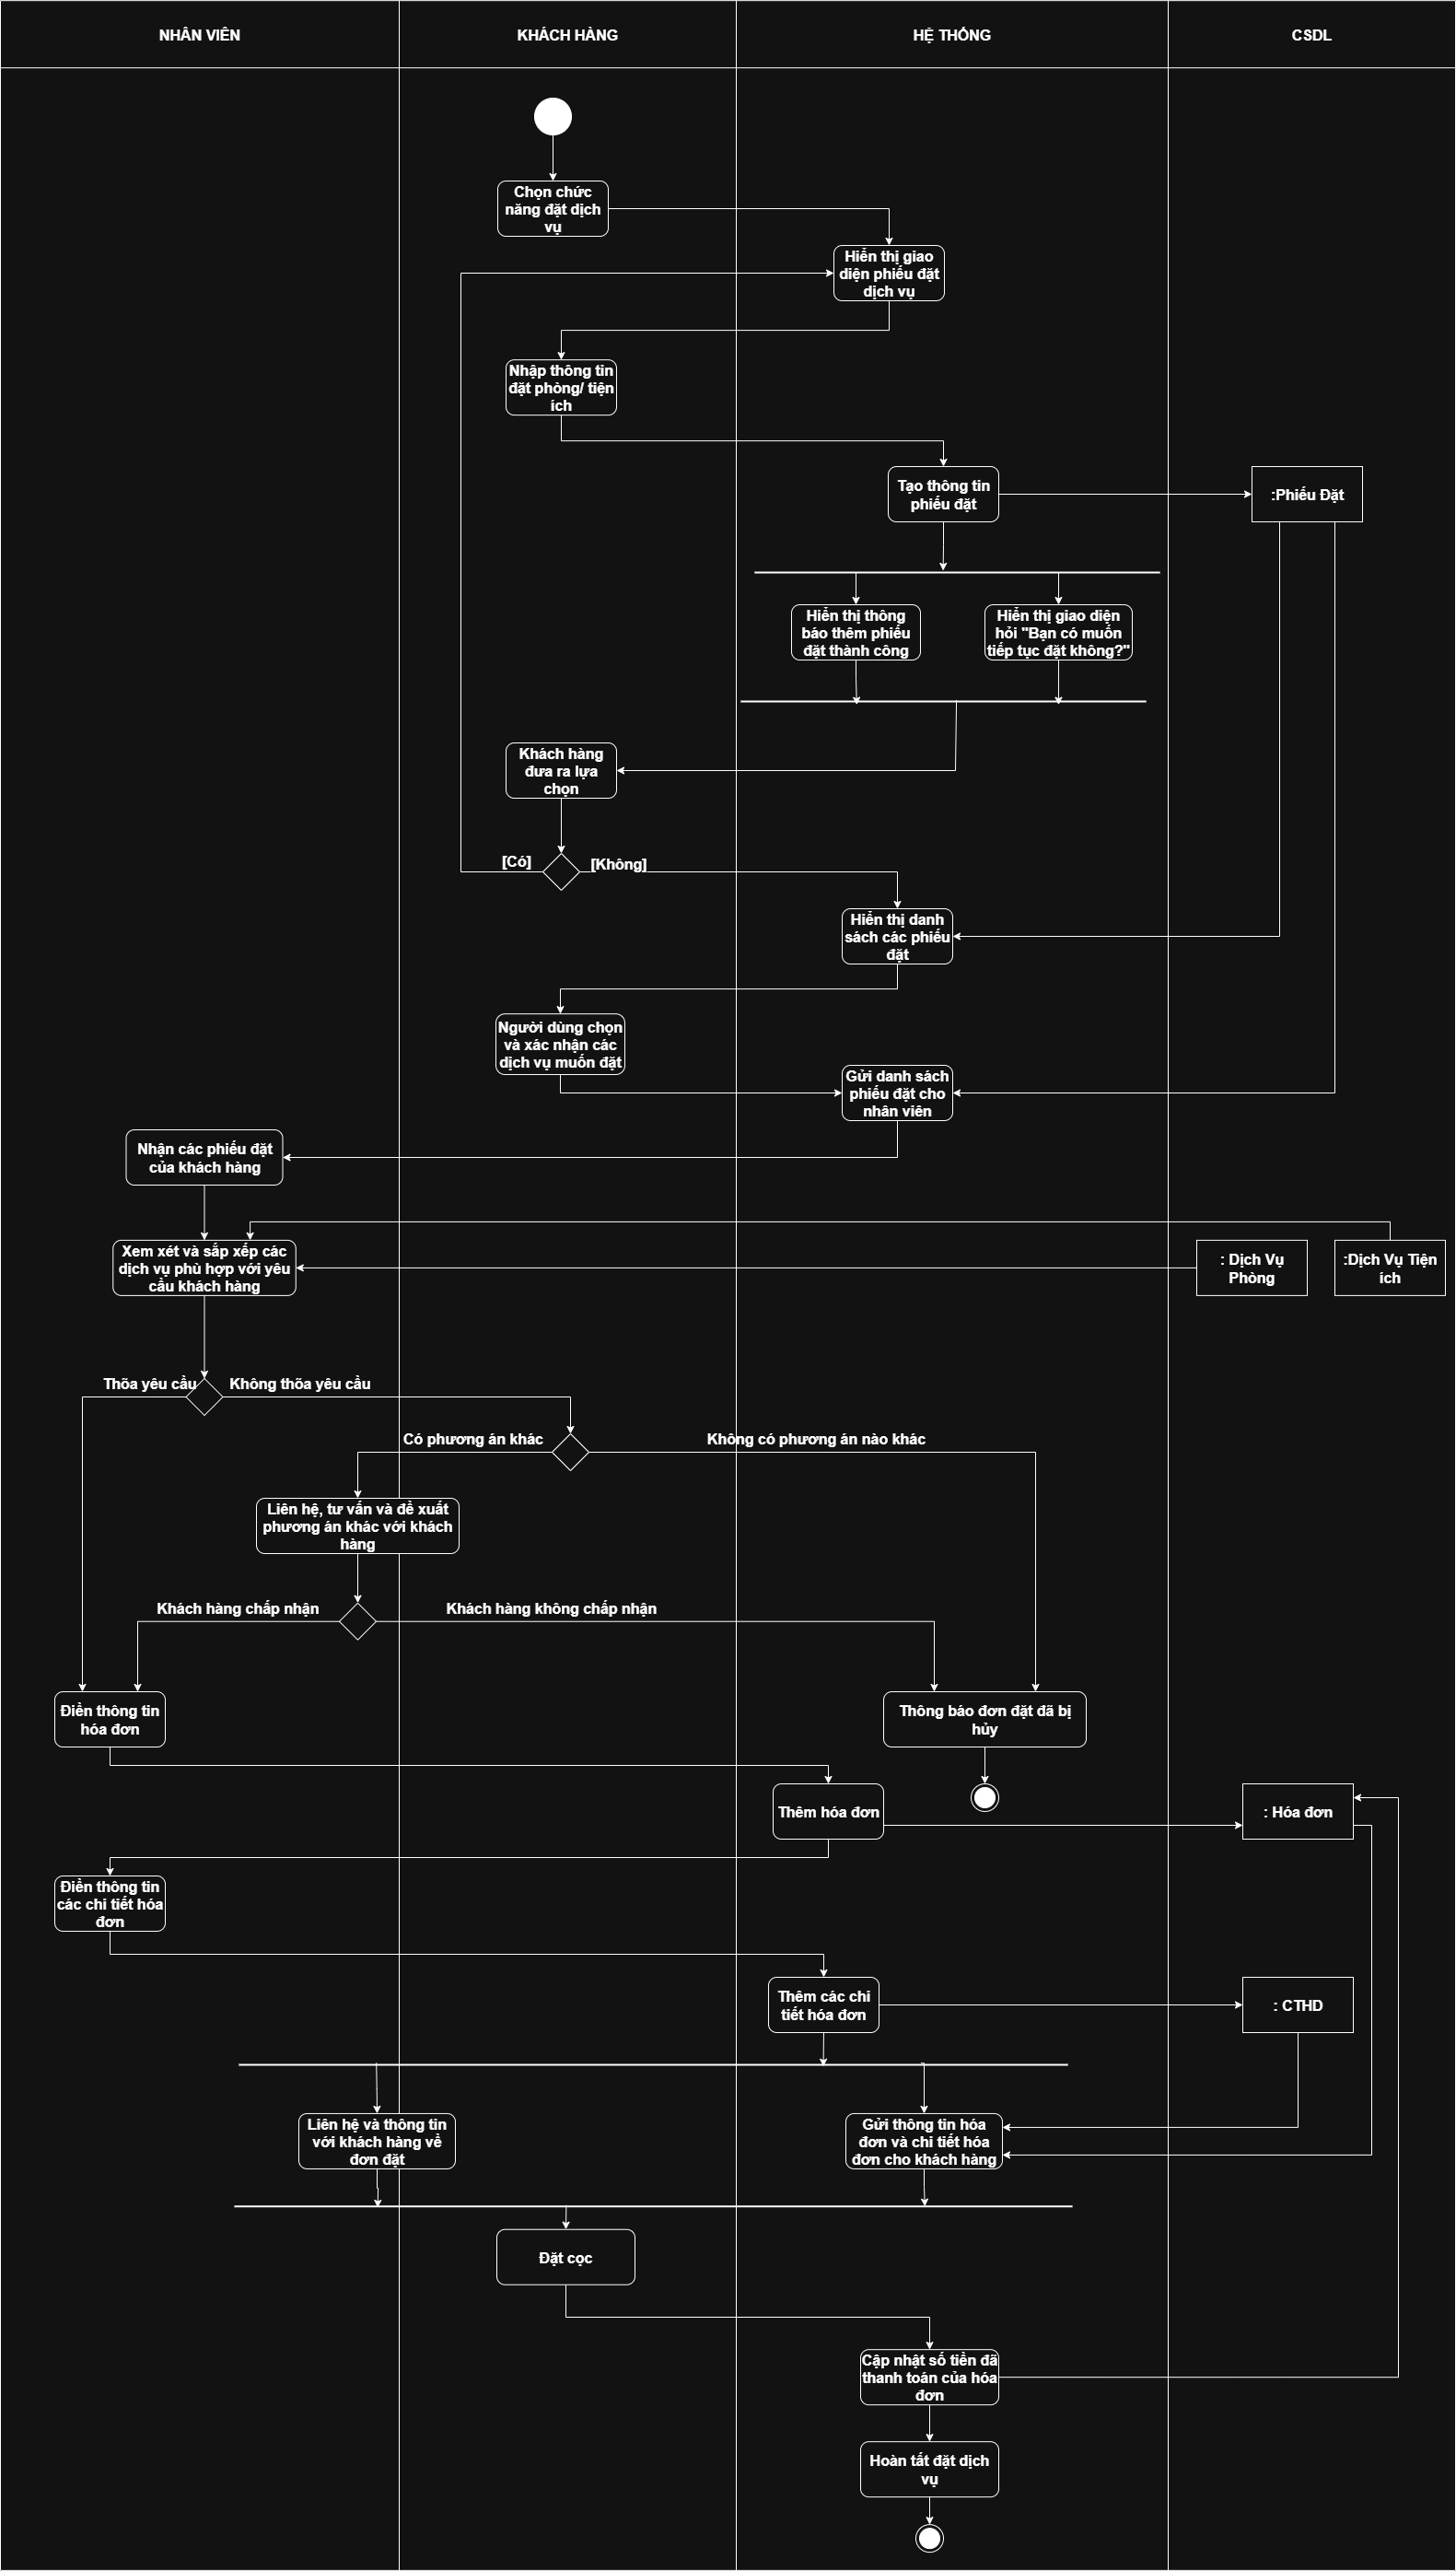 NHÂN VIÊN
KHÁCH HÀNG
HỆ THỐNG
CSDL
Chọn chức
năng đặt dịch
vụ
Hiển thị giao
diện phiếu đặt
dịch vụ
Nhập thông tin
đặt phòng/ tiện
ích
Tạo thông tin
phiếu đặt
:Phiếu Đặt
Hiển thị thông
báo thêm phiếu
đặt thành công
Hiển thị giao diện
hỏi "Bạn có muốn
tiếp tục đặt không?"
Khách hàng
đưa ra lựa
chọn
[Có]
[Không]
Hiển thị danh
sách các phiếu
đặt
Người dùng chọn
và xác nhận các
dịch vụ muốn đặt
Gửi danh sách
phiếu đặt cho
nhân viên
Nhận các phiếu đặt
của khách hàng
Xem xét và sắp xếp các
dịch vụ phù hợp với yêu
cầu khách hàng
: Dịch Vụ
Phòng
:Dịch Vụ Tiện
ích
Thõa yêu cầu
Không thõa yêu cầu
Có phương án khác
Không có phương án nào khác
Liên hệ, tư vấn và đề xuất
phương án khác với khách
hàng
Khách hàng chấp nhận
Khách hàng không chấp nhận
Điền thông tin
hóa đơn
Thông báo đơn đặt đã bị
hủy
Thêm hóa đơn
: Hóa đơn
Điền thông tin
các chi tiết hóa
đơn
Thêm các chi
tiết hóa đơn
: CTHD
Liên hệ và thông tin
với khách hàng về
đơn đặt
Gửi thông tin hóa
đơn và chi tiết hóa
đơn cho khách hàng
Đặt cọc
Cập nhật số tiền đã
thanh toán của hóa
đơn
Hoàn tất đặt dịch
vụ